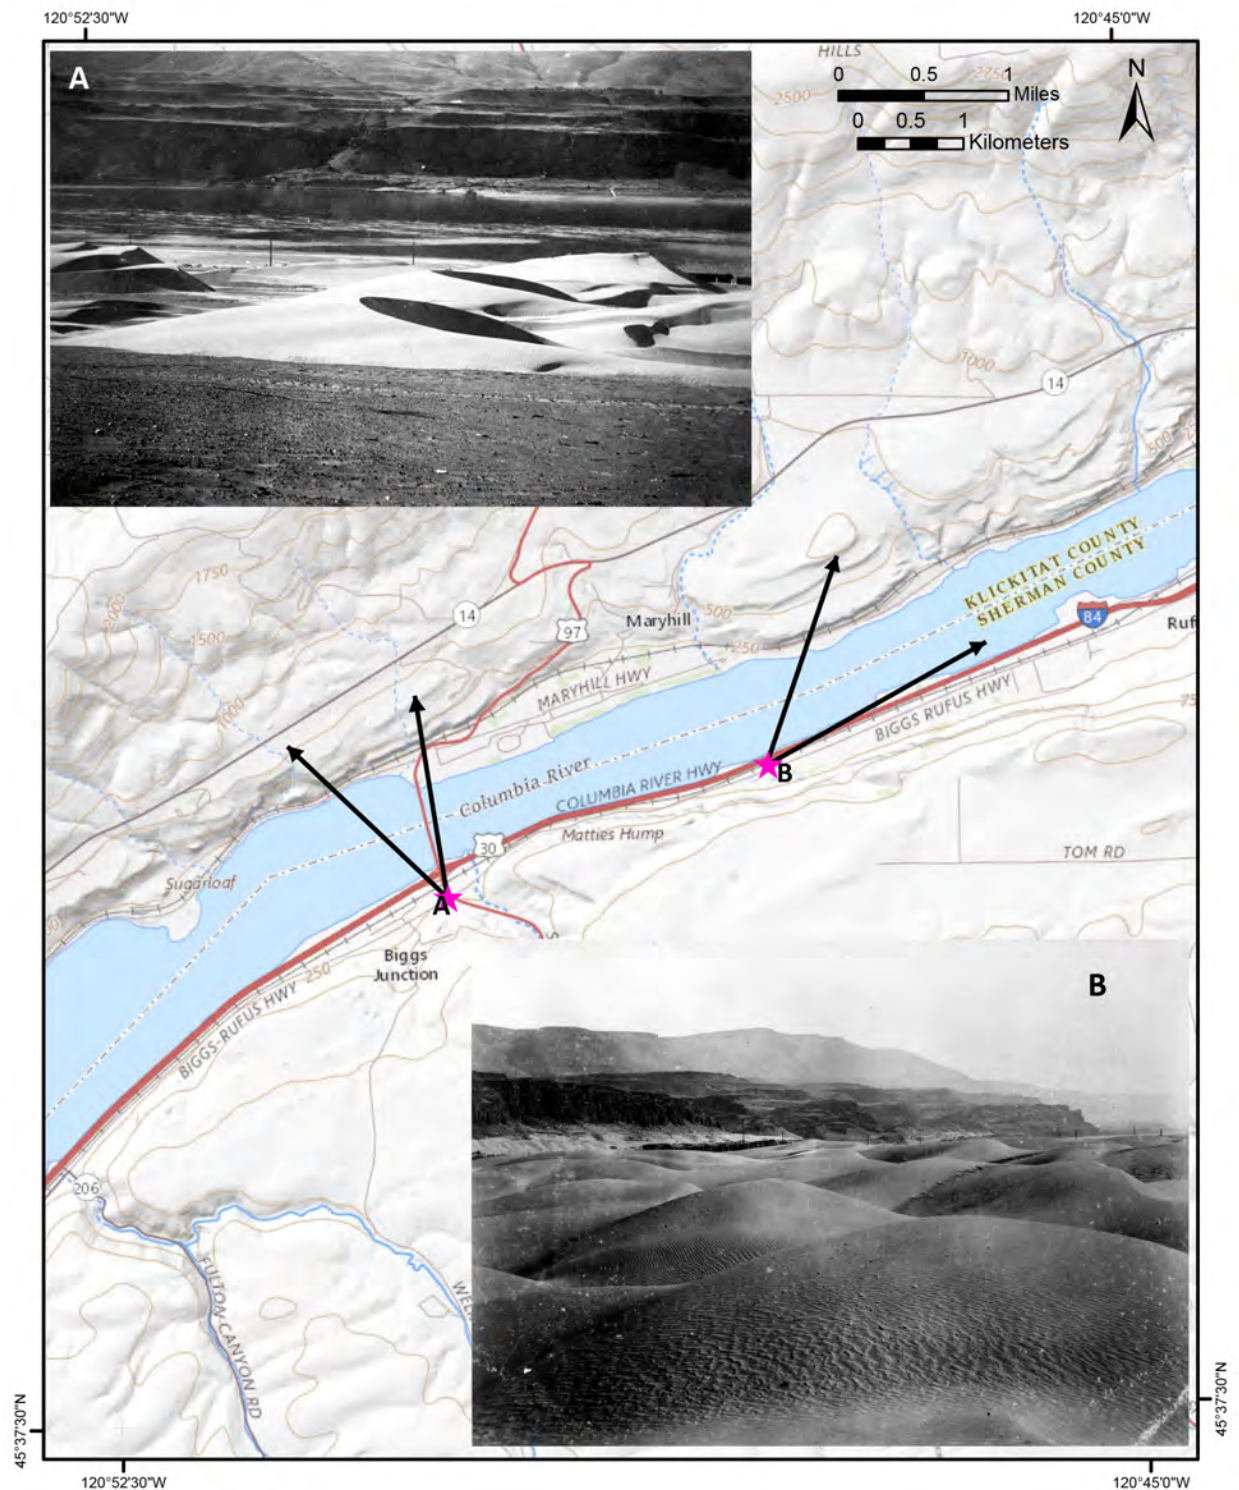 120°52'30"W
120°45'0"W
A
HILLS
0 0.5 1
Miles
0 0.5 1
Kilometers
N
2750
2500
1000
14
500
KLICKITAT COUNTY
SHERMAN COUNTY
84
Ruf
1750
2000
1500
14
97
Maryhill
500
250
MARYHILL HWY
1000
BIGGS RUFUS HWY
75
Columbia River
COLUMBIA RIVER HWY
B
30
Matties Hump
TOM RD
Sugarloaf
A
S
Biggs
Junction
250
BIGGS-RUFUS HWY
B
206
FULTON CANYON RD
45°37'30"N
45°37'30"N
120°52'30"W
120°45'0"W